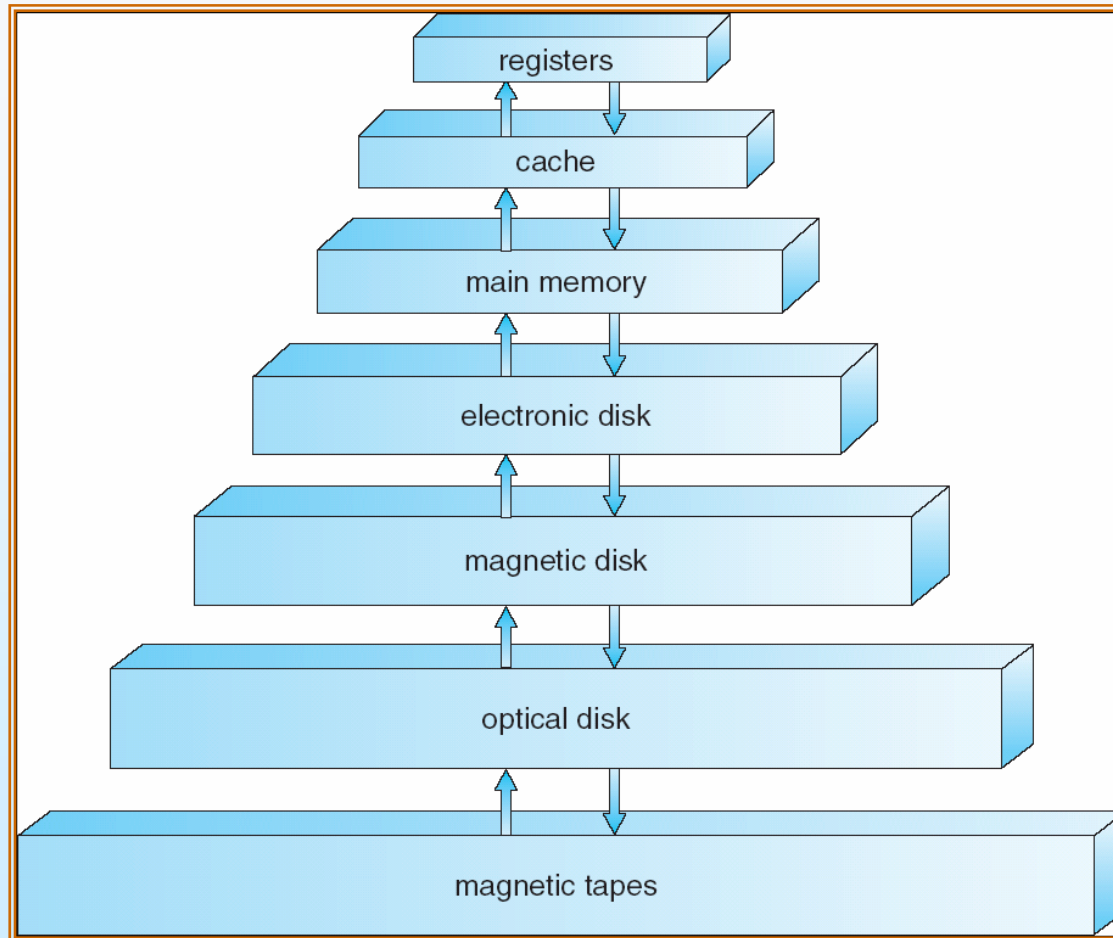 registers
cache
main memory
electronic disk
magnetic disk
optical disk
magnetic tapes